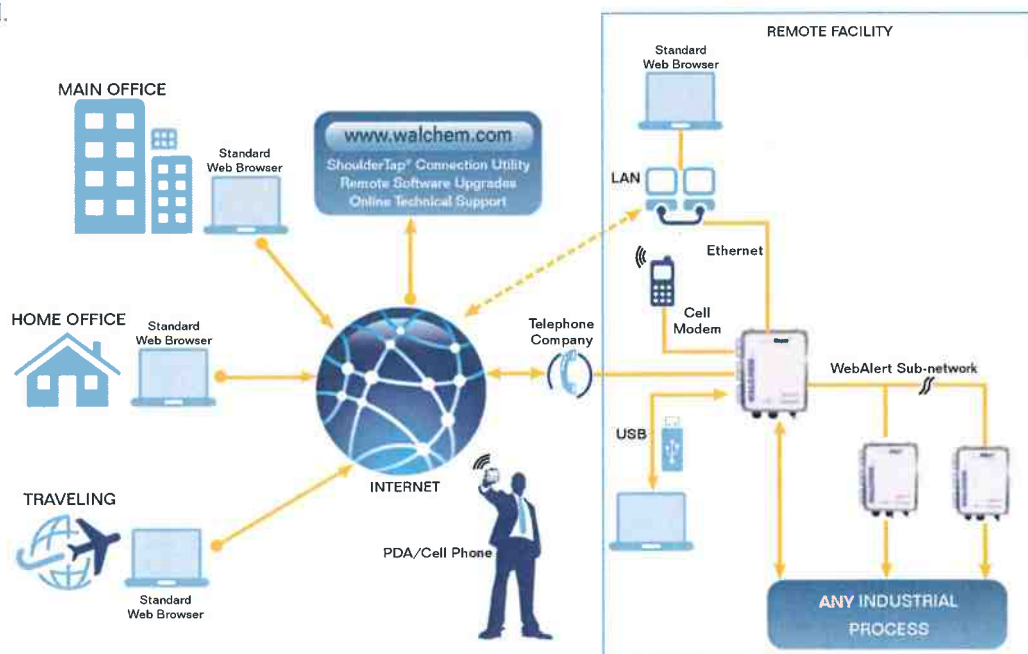 MAIN OFFICE
Standard
Web Browser
www.walchem.com
ShoulderTap® Connection Utility
Remote Software Upgrades
Online Technical Support
HOME OFFICE
Standard
Web Browser
TRAVELING
Standard
Web Browser
INTERNET
PDA/Cell Phone
Telephone
Company
REMOTE FACILITY
Standard
Web Browser
LAN
Ethernet
Cell
Modem
WebAlert Sub-network
USB
WALCHEM
ANY INDUSTRIAL
PROCESS